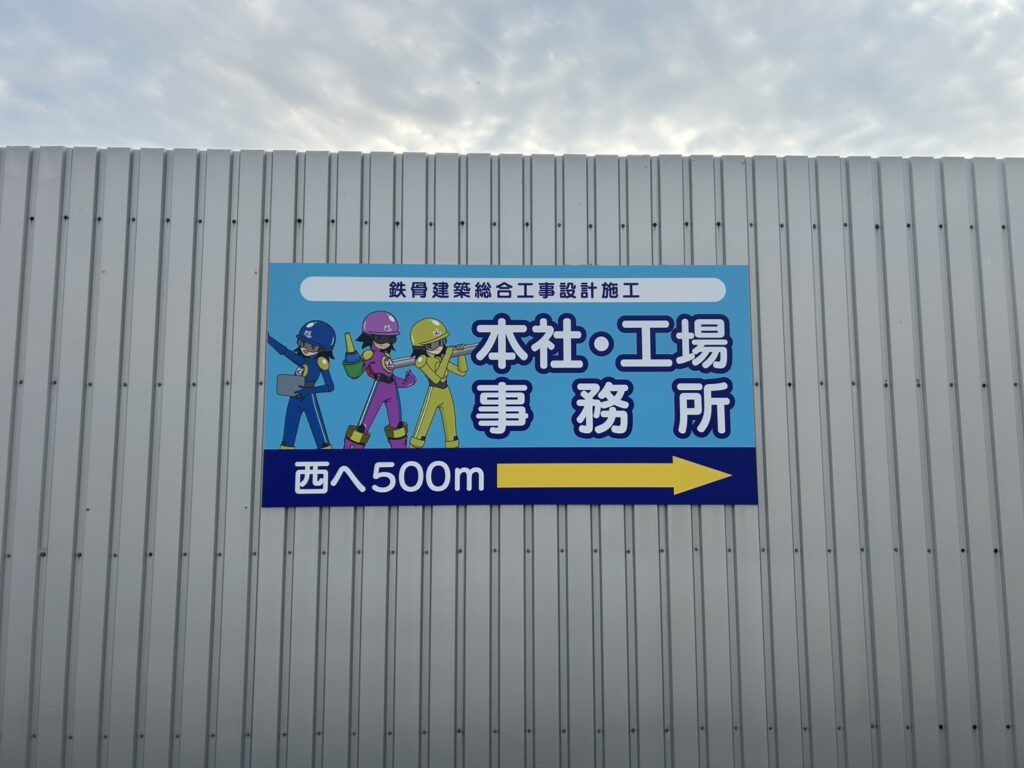 鉄骨建築総合工事設計施工
本社・工場
事務所
西へ500m